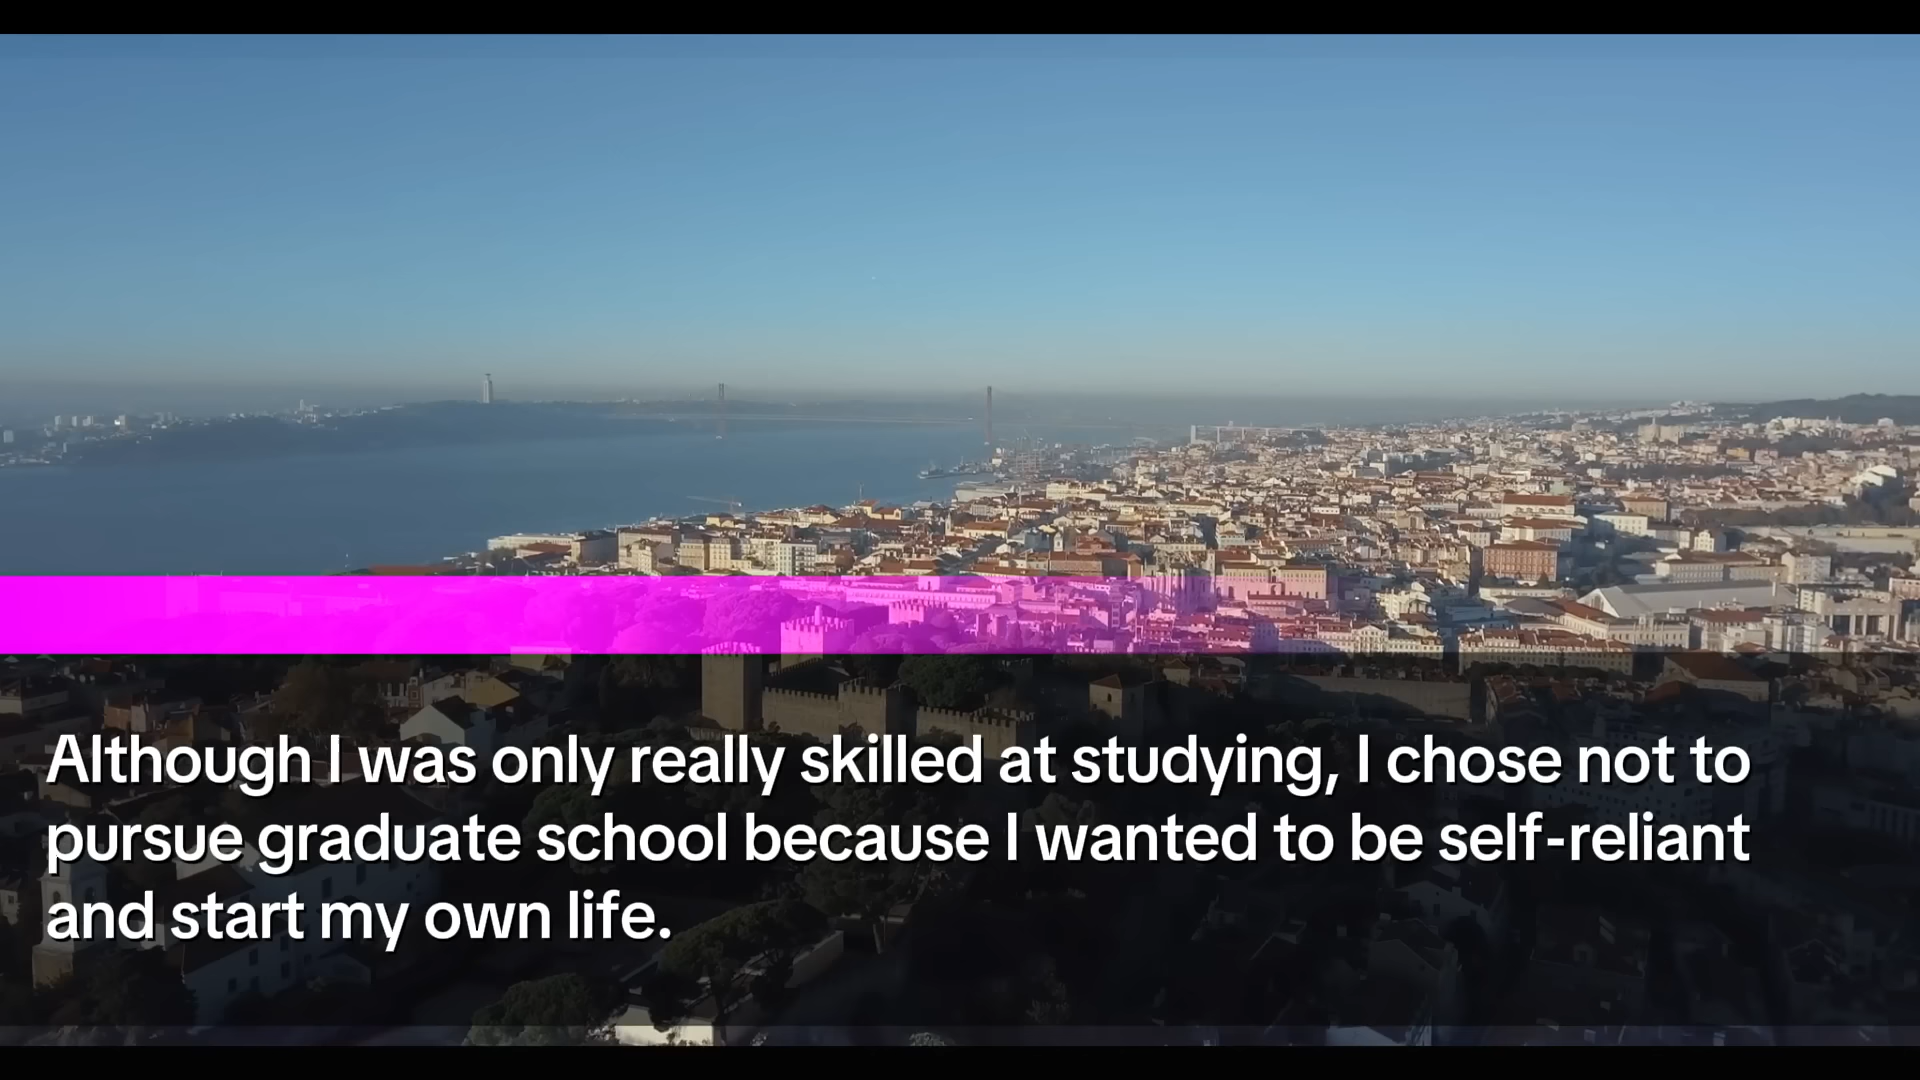 Although I was only really skilled at studying, I chose not to
pursue graduate school because I wanted to be self-reliant
and start my own life.